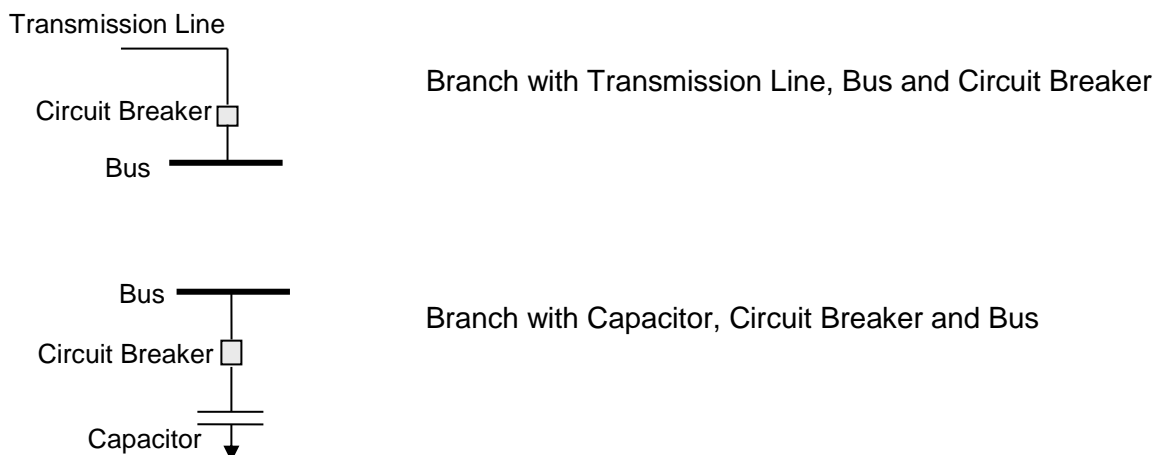 Transmission Line
Branch with Transmission Line, Bus and Circuit Breaker
Circuit Breaker
Bus
Bus
Branch with Capacitor, Circuit Breaker and Bus
Circuit Breaker
Capacitor